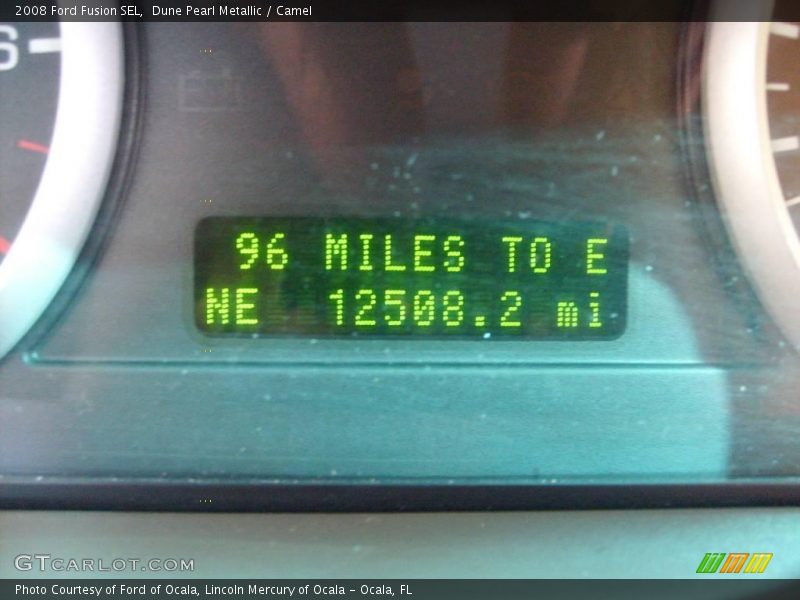 2008 Ford Fusion SEL, Dune Pearl Metallic / Camel
96 MILES TO E
NE 12508.2 mi
GTCARLOT.COM
Photo Courtesy of Ford of Ocala, Lincoln Mercury of Ocala - Ocala, FL